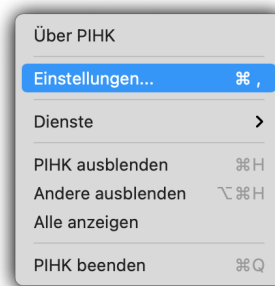 Über PIHK
Einstellungen... ⌘ ,
Dienste
PIHK ausblenden ⌘H
Andere ausblenden ⌥⌘H
Alle anzeigen
PIHK beenden ⌘Q